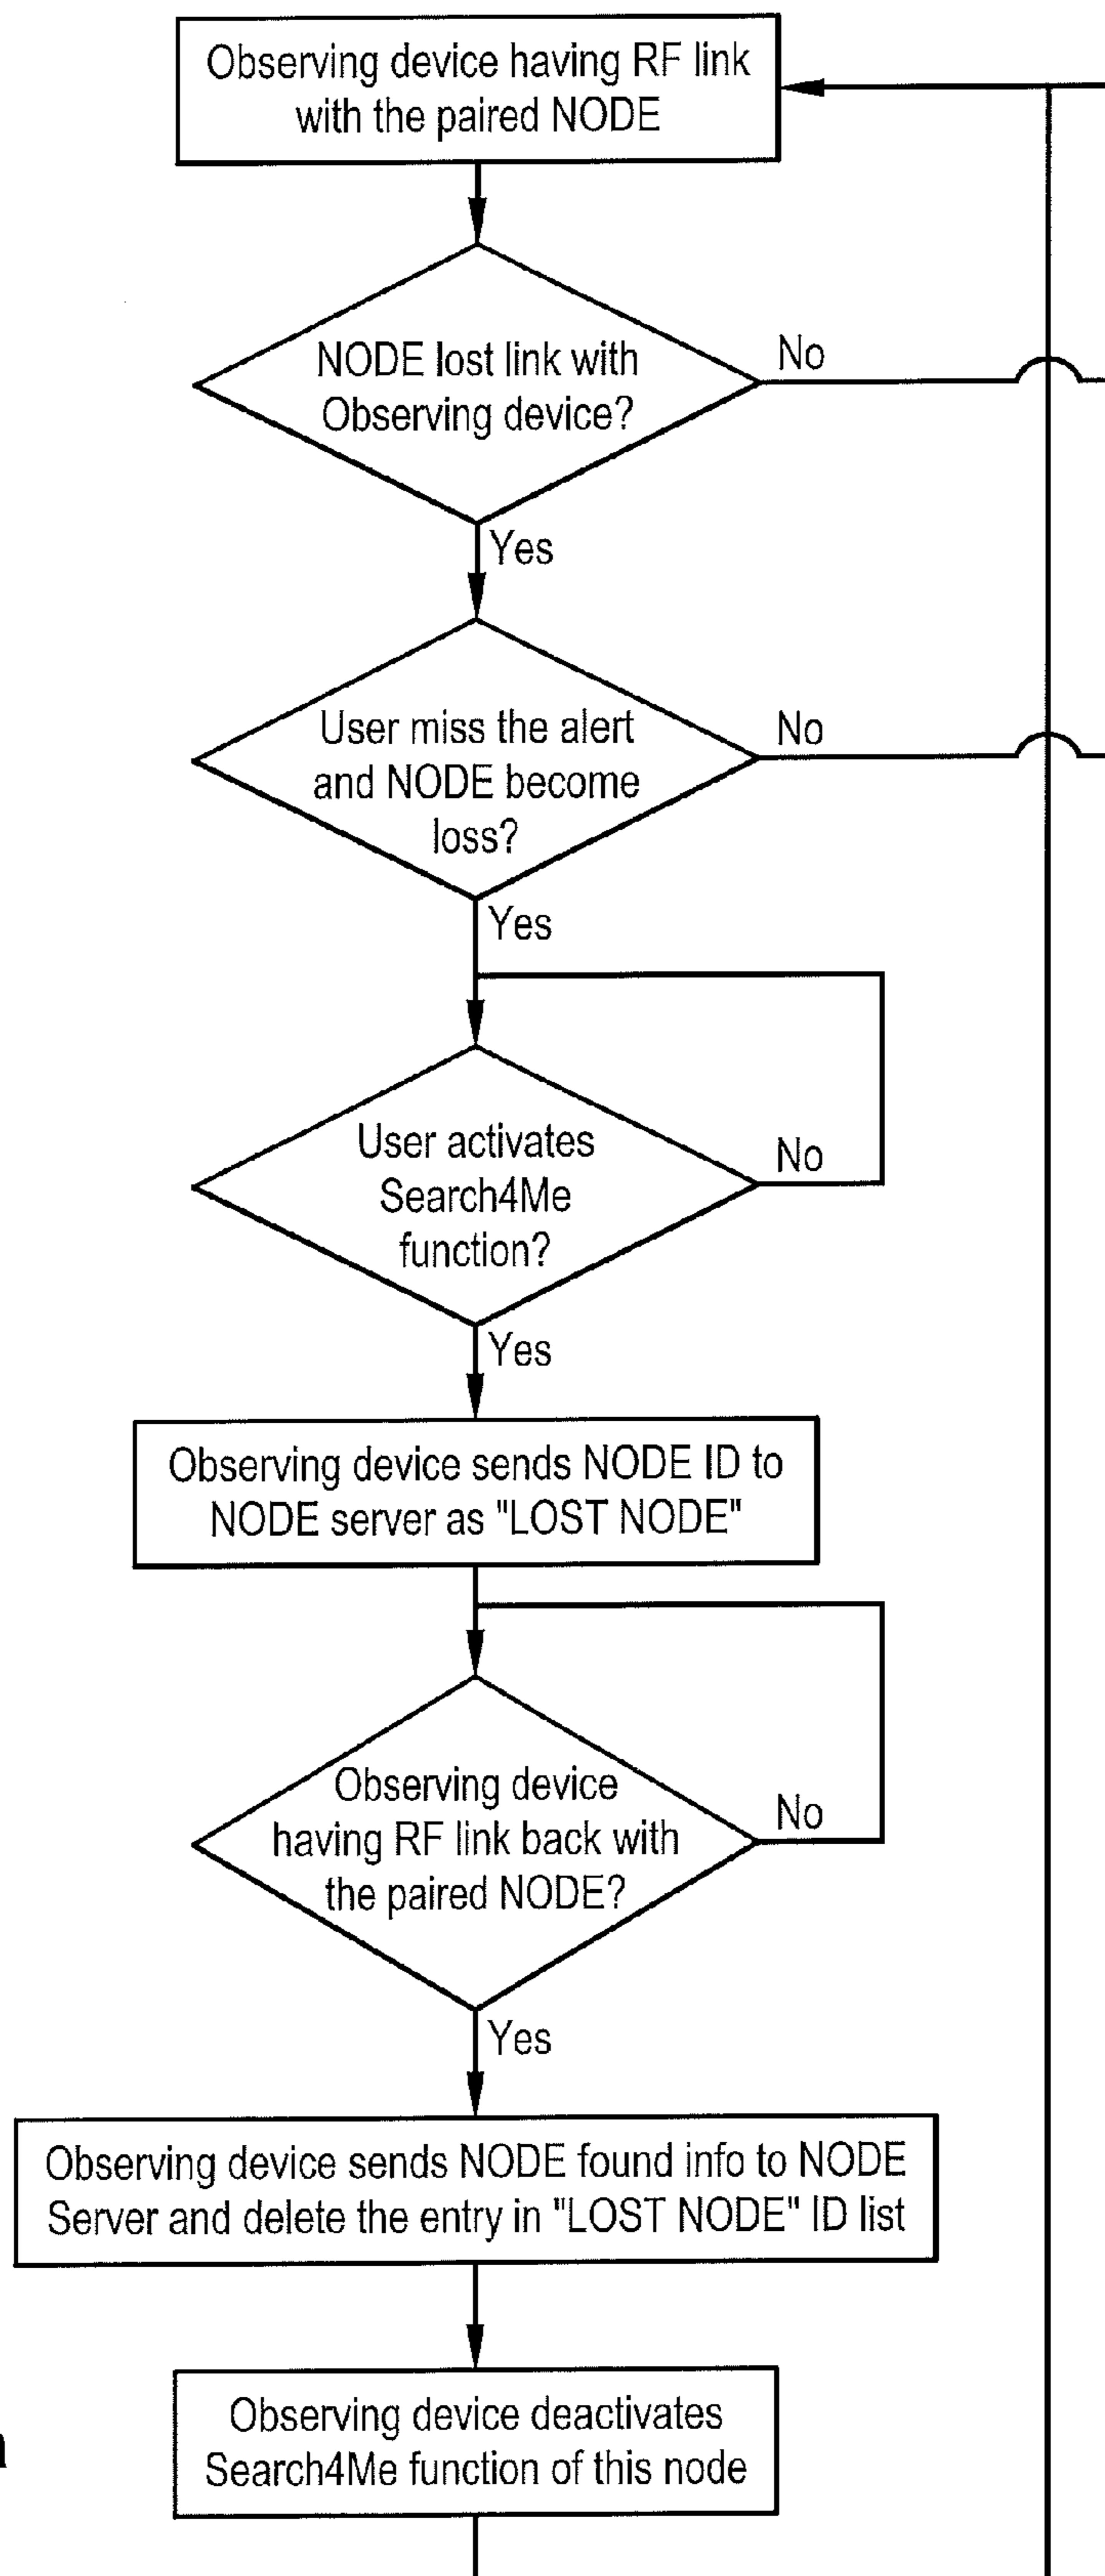 Observing device having RF link
with the paired NODE
NODE lost link with
Observing device?
No
Yes
User miss the alert
and NODE become
loss?
No
Yes
User activates
Search4Me
function?
No
Yes
Observing device sends NODE ID to
NODE server as "LOST NODE"
Observing device
having RF link back with
the paired NODE?
No
Yes
Observing device sends NODE found info to NODE
Server and delete the entry in "LOST NODE" ID list
Observing device deactivates
Search4Me function of this node